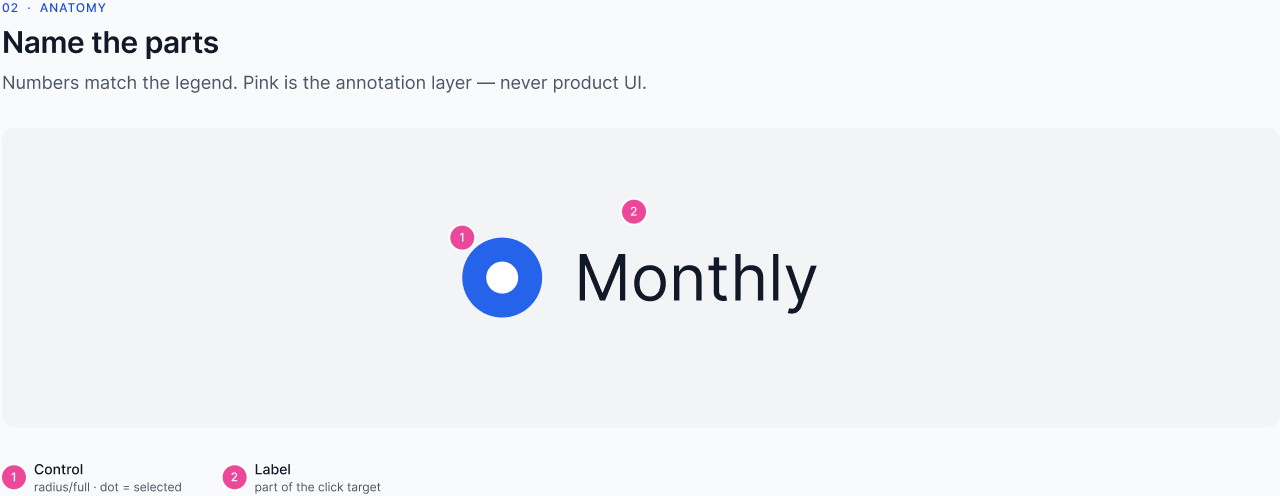 02 · ANATOMY
Name the parts
Numbers match the legend. Pink is the annotation layer — never product UI.
2
1
Monthly
1 Control
radius/full · dot = selected
2 Label
part of the click target